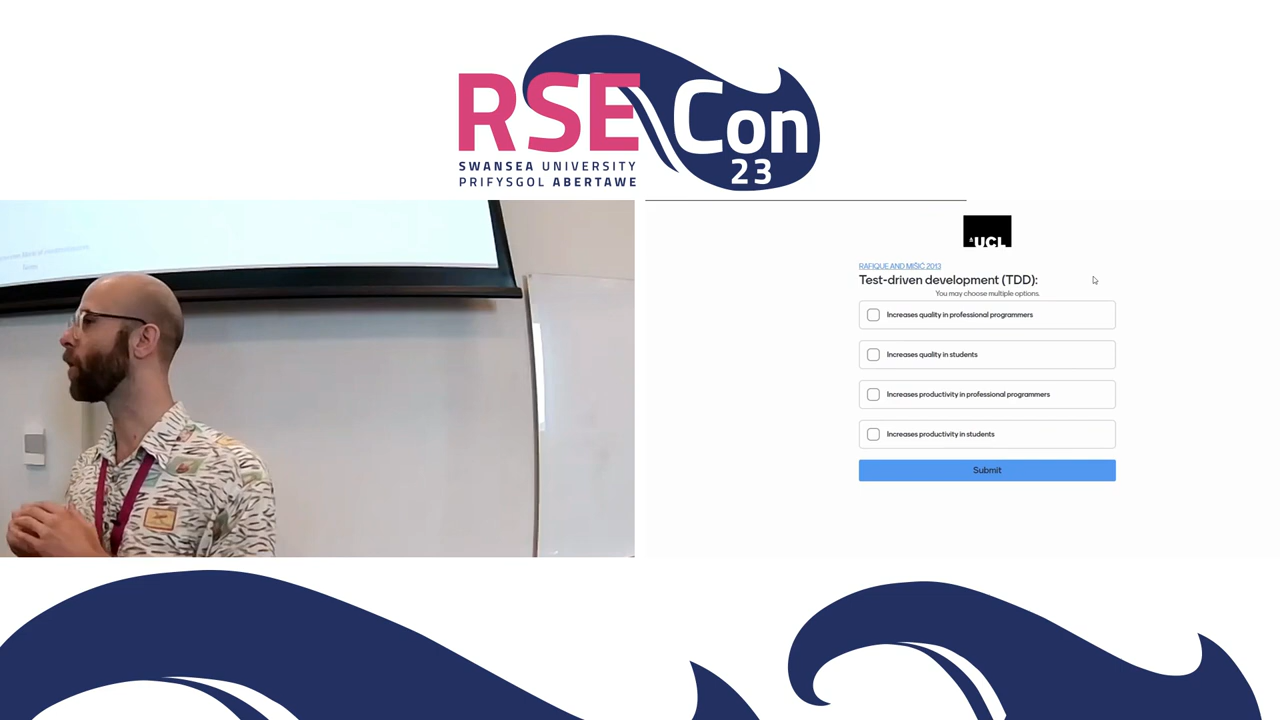 RSE Con
23
SWANSEA UNIVERSITY
PRIFYSGOL ABERTAWE
UCL
RAFIQUE AND MIŠIĆ 2013
Test-driven development (TDD):
You may choose multiple options.
Increases quality in professional programmers
Increases quality in students
Increases productivity in professional programmers
Increases productivity in students
Submit